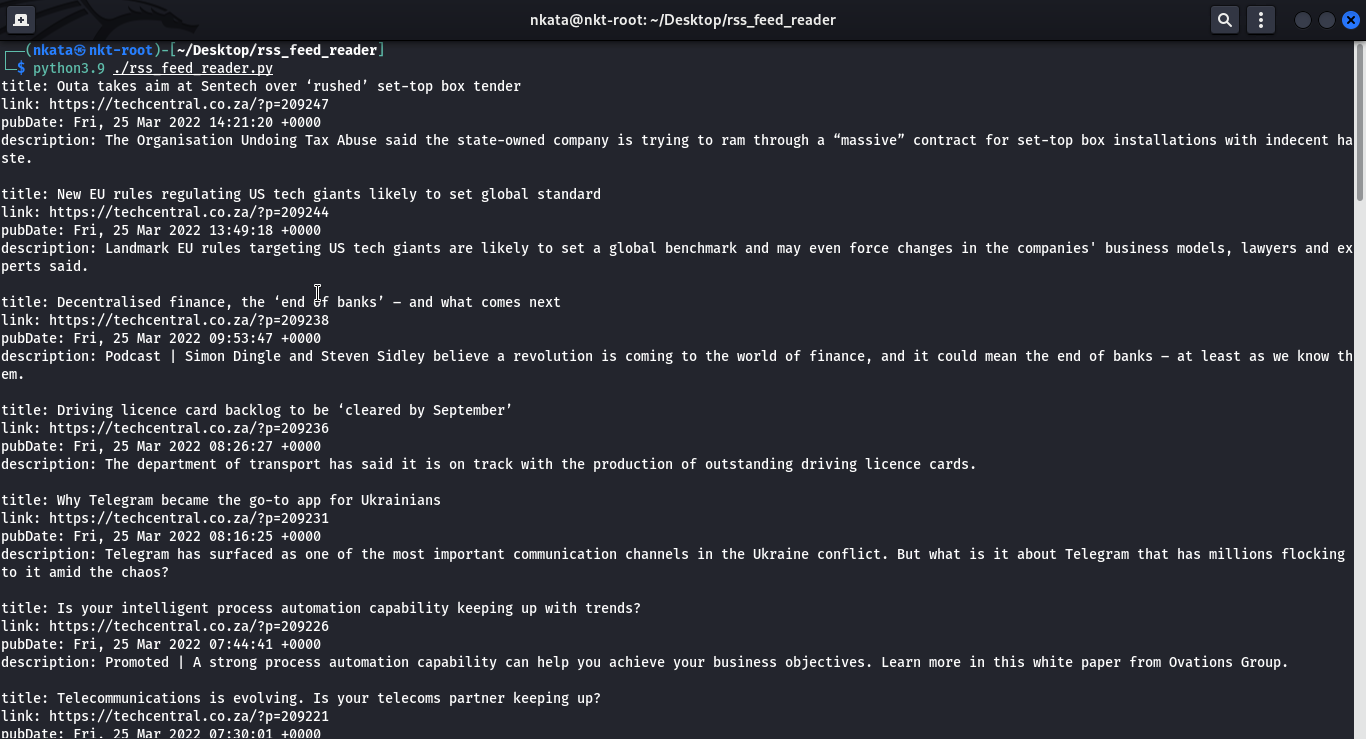 nkata@nkt-root: ~/Desktop/rss_feed_reader
(nkata㉿nkt-root)-[~/Desktop/rss_feed_reader]
$ python3.9 ./rss_feed_reader.py
title: Outa takes aim at Sentech over ‘rushed’ set-top box tender
link: https://techcentral.co.za/?p=209247
pubDate: Fri, 25 Mar 2022 14:21:20 +0000
description: The Organisation Undoing Tax Abuse said the state-owned company is trying to ram through a “massive” contract for set-top box installations with indecent ha
ste.
title: New EU rules regulating US tech giants likely to set global standard
link: https://techcentral.co.za/?p=209244
pubDate: Fri, 25 Mar 2022 13:49:18 +0000
description: Landmark EU rules targeting US tech giants are likely to set a global benchmark and may even force changes in the companies' business models, lawyers and ex
perts said.
title: Decentralised finance, the ‘end of banks’ – and what comes next
link: https://techcentral.co.za/?p=209238
pubDate: Fri, 25 Mar 2022 09:53:47 +0000
description: Podcast | Simon Dingle and Steven Sidley believe a revolution is coming to the world of finance, and it could mean the end of banks – at least as we know th
em.
title: Driving licence card backlog to be ‘cleared by September’
link: https://techcentral.co.za/?p=209236
pubDate: Fri, 25 Mar 2022 08:26:27 +0000
description: The department of transport has said it is on track with the production of outstanding driving licence cards.
title: Why Telegram became the go-to app for Ukrainians
link: https://techcentral.co.za/?p=209231
pubDate: Fri, 25 Mar 2022 08:16:25 +0000
description: Telegram has surfaced as one of the most important communication channels in the Ukraine conflict. But what is it about Telegram that has millions flocking
to it amid the chaos?
title: Is your intelligent process automation capability keeping up with trends?
link: https://techcentral.co.za/?p=209226
pubDate: Fri, 25 Mar 2022 07:44:41 +0000
description: Promoted | A strong process automation capability can help you achieve your business objectives. Learn more in this white paper from Ovations Group.
title: Telecommunications is evolving. Is your telecoms partner keeping up?
link: https://techcentral.co.za/?p=209221
pubDate: Fri, 25 Mar 2022 07:30:01 +0000